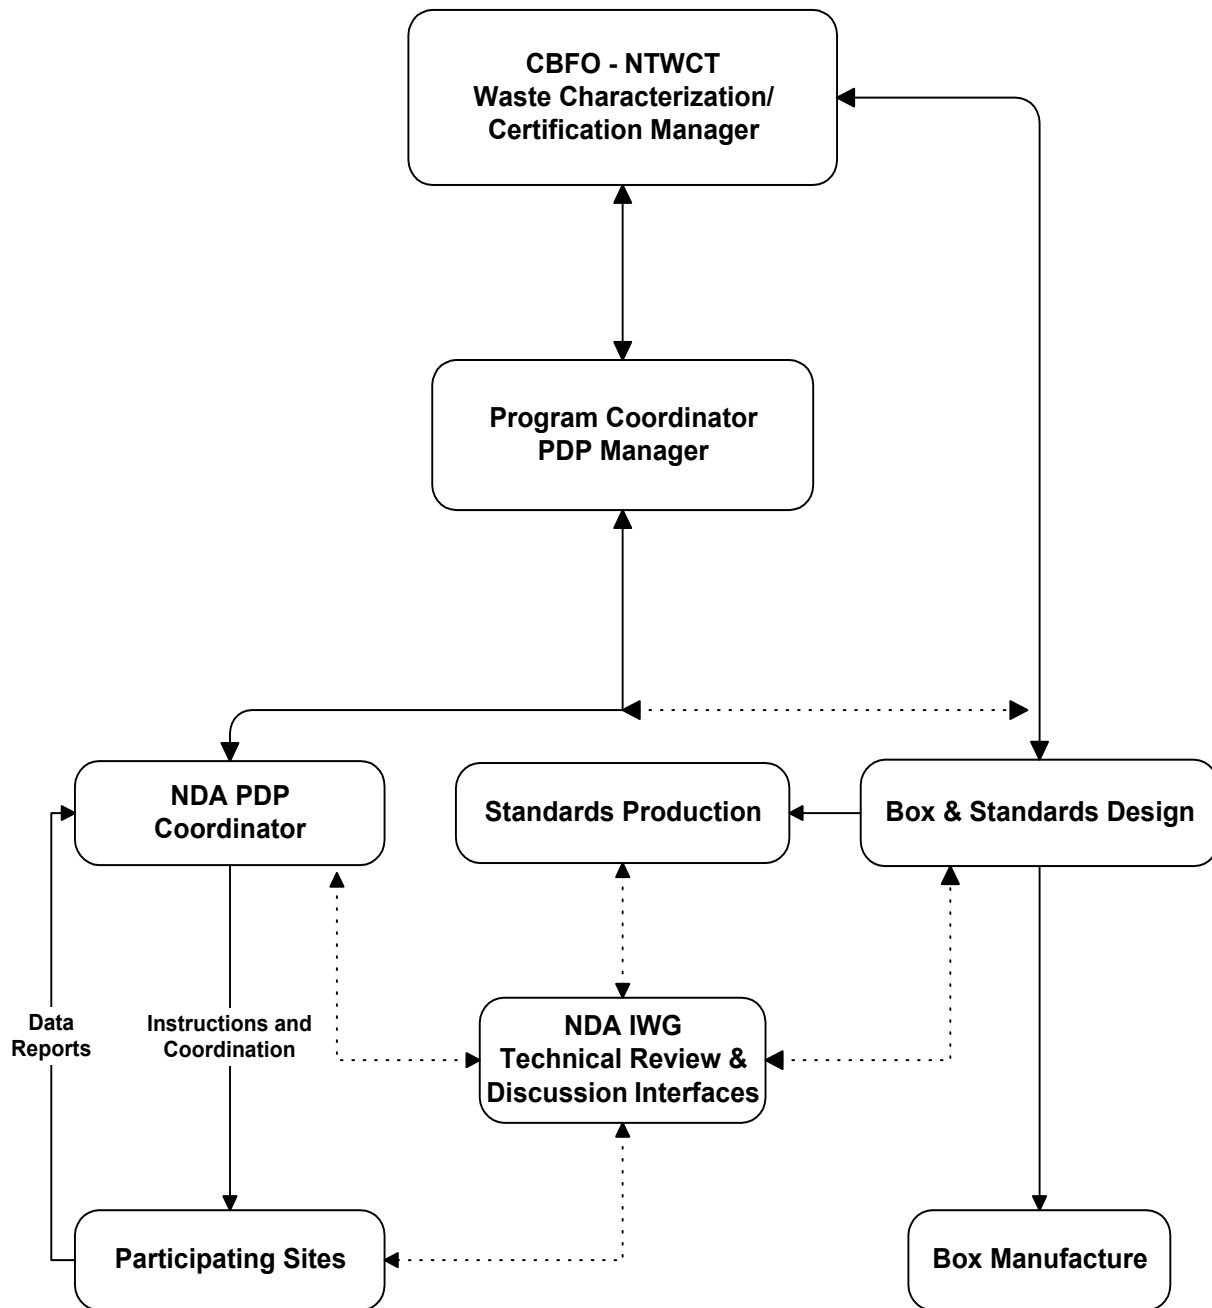 CBFO - NTWCT
Waste Characterization/
Certification Manager
Program Coordinator
PDP Manager
NDA PDP
Coordinator
Standards Production
Box & Standards Design
Data
Reports
Instructions and
Coordination
NDA IWG
Technical Review &
Discussion Interfaces
Participating Sites
Box Manufacture